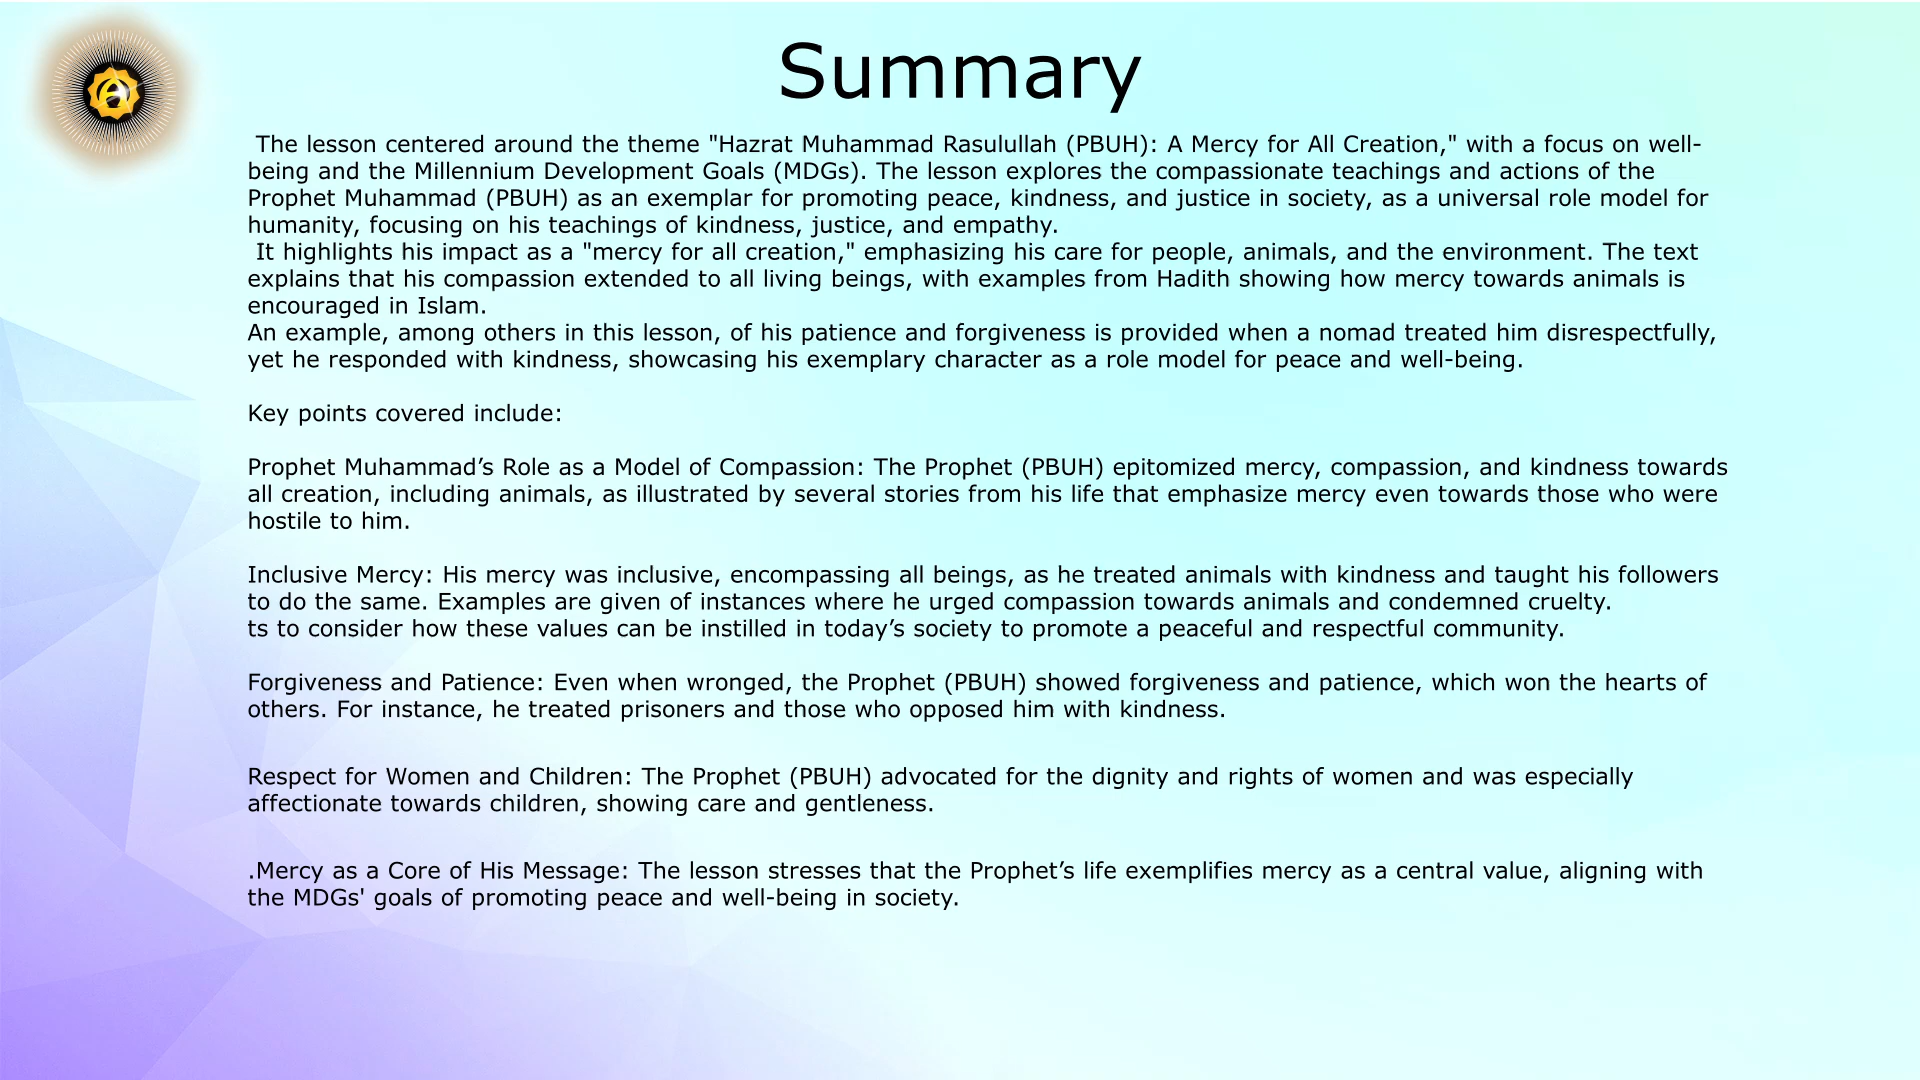 Summary
The lesson centered around the theme "Hazrat Muhammad Rasulullah (PBUH): A Mercy for All Creation," with a focus on well-
being and the Millennium Development Goals (MDGs). The lesson explores the compassionate teachings and actions of the
Prophet Muhammad (PBUH) as an exemplar for promoting peace, kindness, and justice in society, as a universal role model for
humanity, focusing on his teachings of kindness, justice, and empathy.
It highlights his impact as a "mercy for all creation," emphasizing his care for people, animals, and the environment. The text
explains that his compassion extended to all living beings, with examples from Hadith showing how mercy towards animals is
encouraged in Islam.
An example, among others in this lesson, of his patience and forgiveness is provided when a nomad treated him disrespectfully,
yet he responded with kindness, showcasing his exemplary character as a role model for peace and well-being.
Key points covered include:
Prophet Muhammad’s Role as a Model of Compassion: The Prophet (PBUH) epitomized mercy, compassion, and kindness towards
all creation, including animals, as illustrated by several stories from his life that emphasize mercy even towards those who were
hostile to him.
Inclusive Mercy: His mercy was inclusive, encompassing all beings, as he treated animals with kindness and taught his followers
to do the same. Examples are given of instances where he urged compassion towards animals and condemned cruelty.
ts to consider how these values can be instilled in today’s society to promote a peaceful and respectful community.
Forgiveness and Patience: Even when wronged, the Prophet (PBUH) showed forgiveness and patience, which won the hearts of
others. For instance, he treated prisoners and those who opposed him with kindness.
Respect for Women and Children: The Prophet (PBUH) advocated for the dignity and rights of women and was especially
affectionate towards children, showing care and gentleness.
.Mercy as a Core of His Message: The lesson stresses that the Prophet’s life exemplifies mercy as a central value, aligning with
the MDGs' goals of promoting peace and well-being in society.